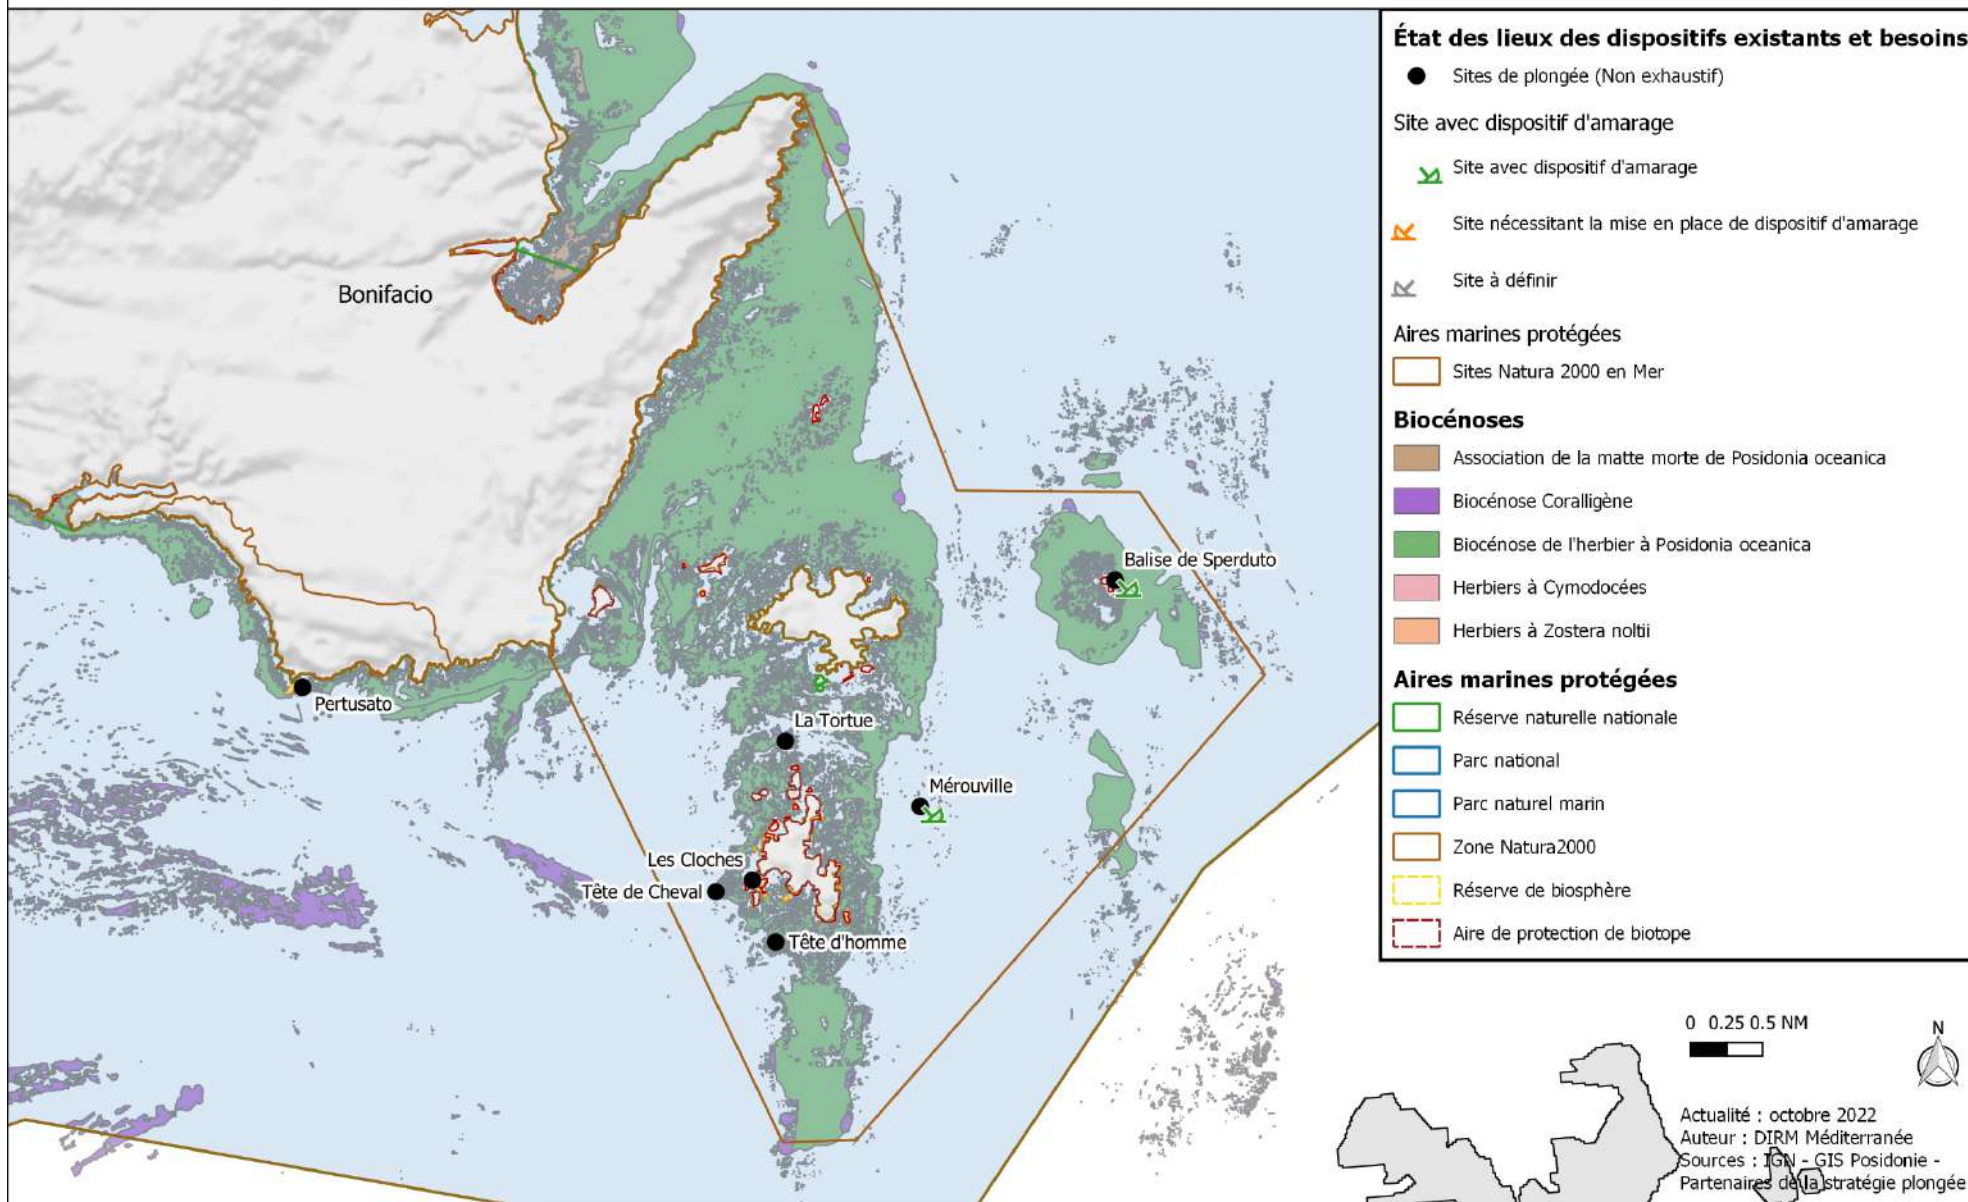 État des lieux des dispositifs existants et besoins
Sites de plongée (Non exhaustif)
Site avec dispositif d'amarage
Site avec dispositif d'amarage
Site nécessitant la mise en place de dispositif d'amarage
Site à définir
Aires marines protégées
Sites Natura 2000 en Mer
Biocénoses
Association de la matte morte de Posidonia oceanica
Biocénose Coralligène
Biocénose de l'herbier à Posidonia oceanica
Herbiers à Cymodocées
Herbiers à Zostera noltii
Aires marines protégées
Réserve naturelle nationale
Parc national
Parc naturel marin
Zone Natura2000
Réserve de biosphère
Aire de protection de biotope
Bonifacio
Balise de Sperduto
Pertusato
La Tortue
Mérouville
Les Cloches
Tête de Cheval
Tête d'homme
0 0.25 0.5 NM
N
Actualité : octobre 2022
Auteur : DIRM Méditerranée
Sources : IGN - GIS Posidonie -
Partenaires de la stratégie plongée